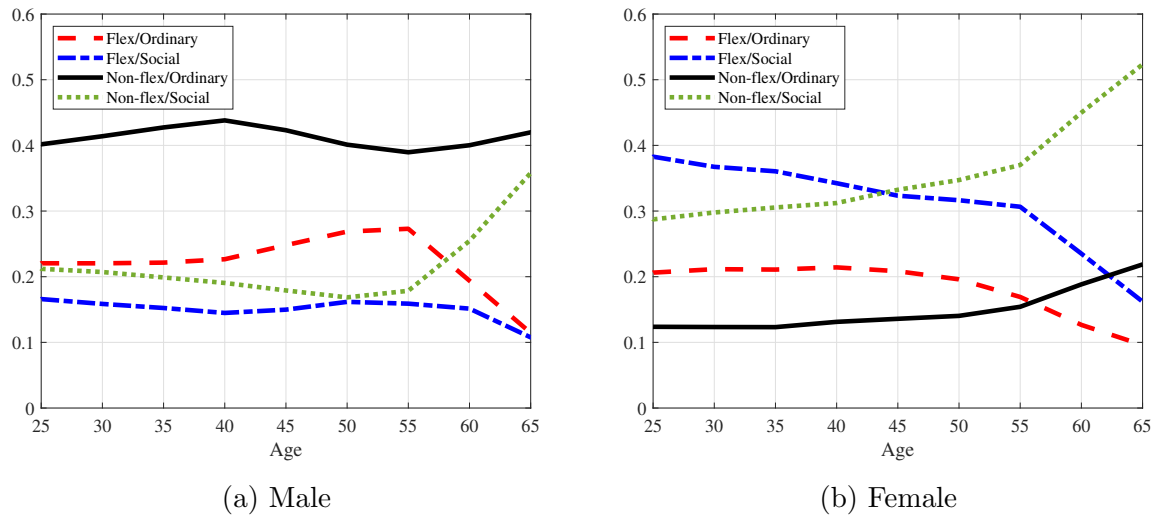 0.6
0.5
0.4
0.3
0.2
0.1
0
25 30 35 40 45 50 55 60 65
Age
Flex/Ordinary
Flex/Social
Non-flex/Ordinary
Non-flex/Social
(a) Male
0.6
0.5
0.4
0.3
0.2
0.1
0
25 30 35 40 45 50 55 60 65
Age
Flex/Ordinary
Flex/Social
Non-flex/Ordinary
Non-flex/Social
(b) Female